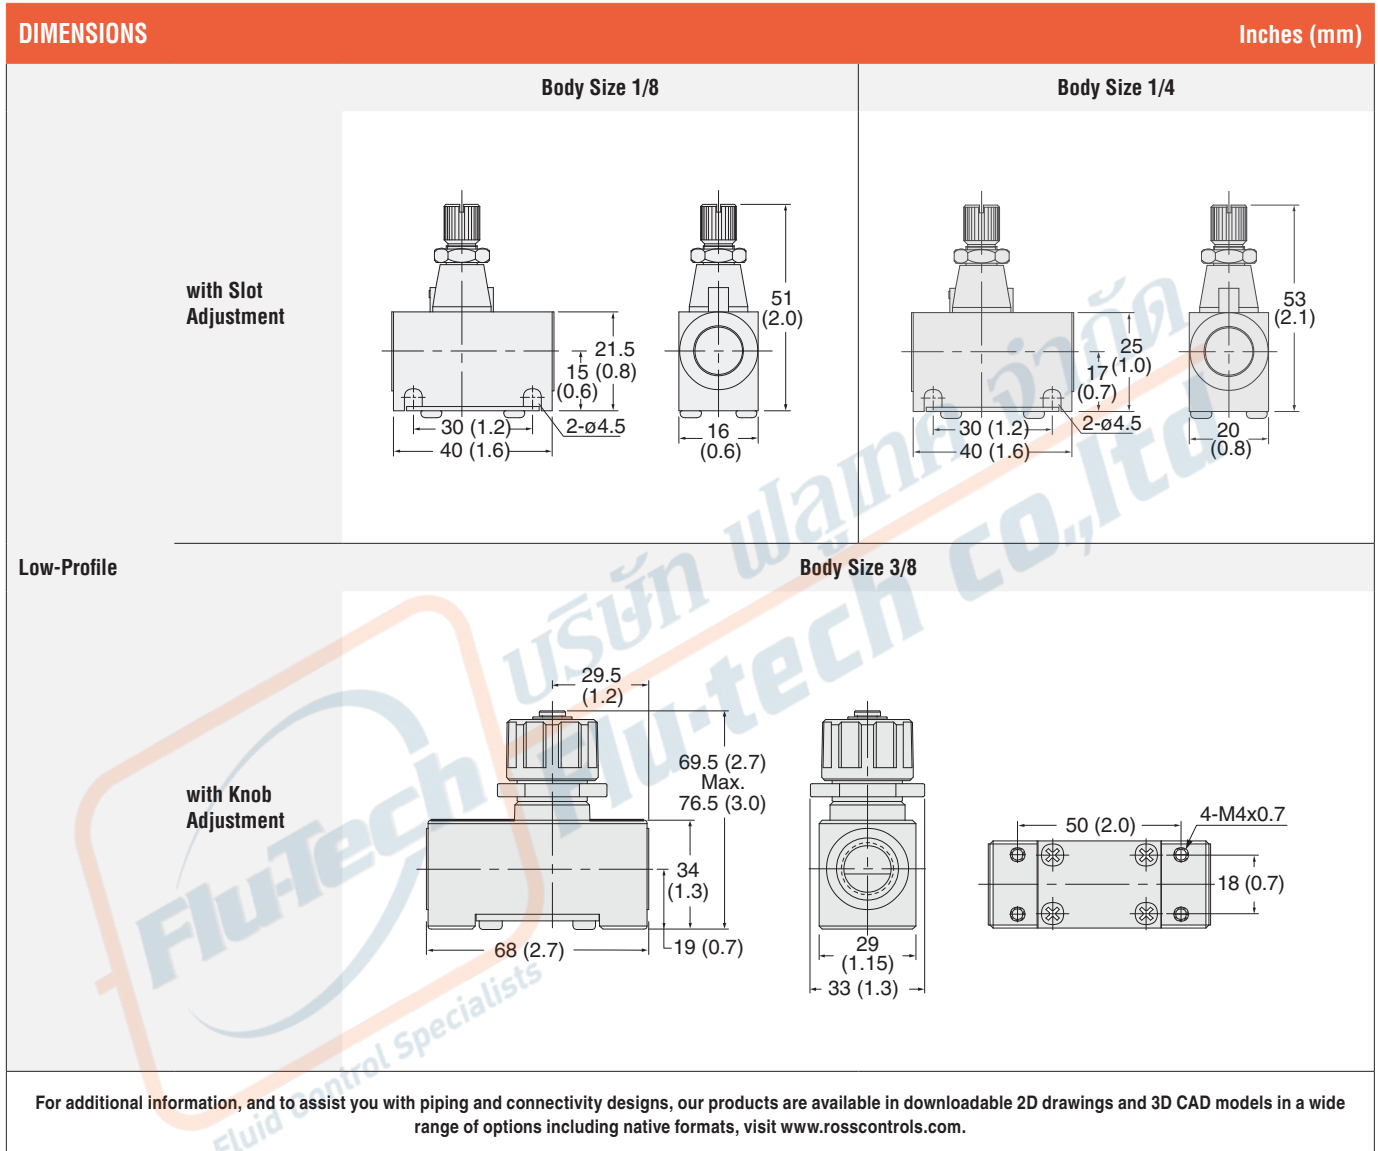 DIMENSIONS
Inches (mm)
Body Size 1/8
Body Size 1/4
with Slot
Adjustment
51
(2.0)
21.5
(0.8)
15
(0.6)
30 (1.2)
2-ø4.5
40 (1.6)
16
(0.6)
53
(2.1)
25
(1.0)
17
(0.7)
30 (1.2)
2-ø4.5
40 (1.6)
20
(0.8)
Low-Profile
Body Size 3/8
with Knob
Adjustment
29.5
(1.2)
69.5 (2.7)
Max.
76.5 (3.0)
34
(1.3)
19 (0.7)
68 (2.7)
29
(1.15)
33 (1.3)
50 (2.0)
4-M4x0.7
18 (0.7)
บริษัท ฟลูเทค จำกัด
Flu-tech co.,ltd
Flu-Tech
Fluid Control Specialists
For additional information, and to assist you with piping and connectivity designs, our products are available in downloadable 2D drawings and 3D CAD models in a wide
range of options including native formats, visit www.rosscontrols.com.